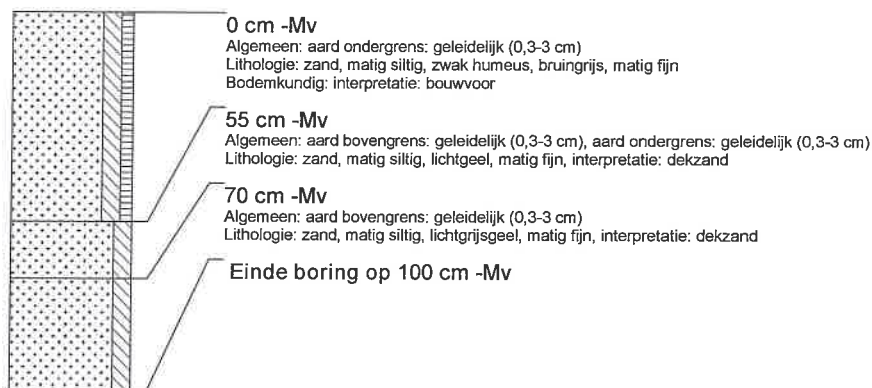 0 cm -Mv
Algemeen: aard ondergrens: geleidelijk (0,3-3 cm)
Lithologie: zand, matig siltig, zwak humeus, bruingrijs, matig fijn
Bodemkundig: interpretatie: bouwvoor
55 cm -Mv
Algemeen: aard bovengrens: geleidelijk (0,3-3 cm), aard ondergrens: geleidelijk (0,3-3 cm)
Lithologie: zand, matig siltig, lichtgeel, matig fijn, interpretatie: dekzand
70 cm -Mv
Algemeen: aard bovengrens: geleidelijk (0,3-3 cm)
Lithologie: zand, matig siltig, lichtgrijsgeel, matig fijn, interpretatie: dekzand
Einde boring op 100 cm -Mv